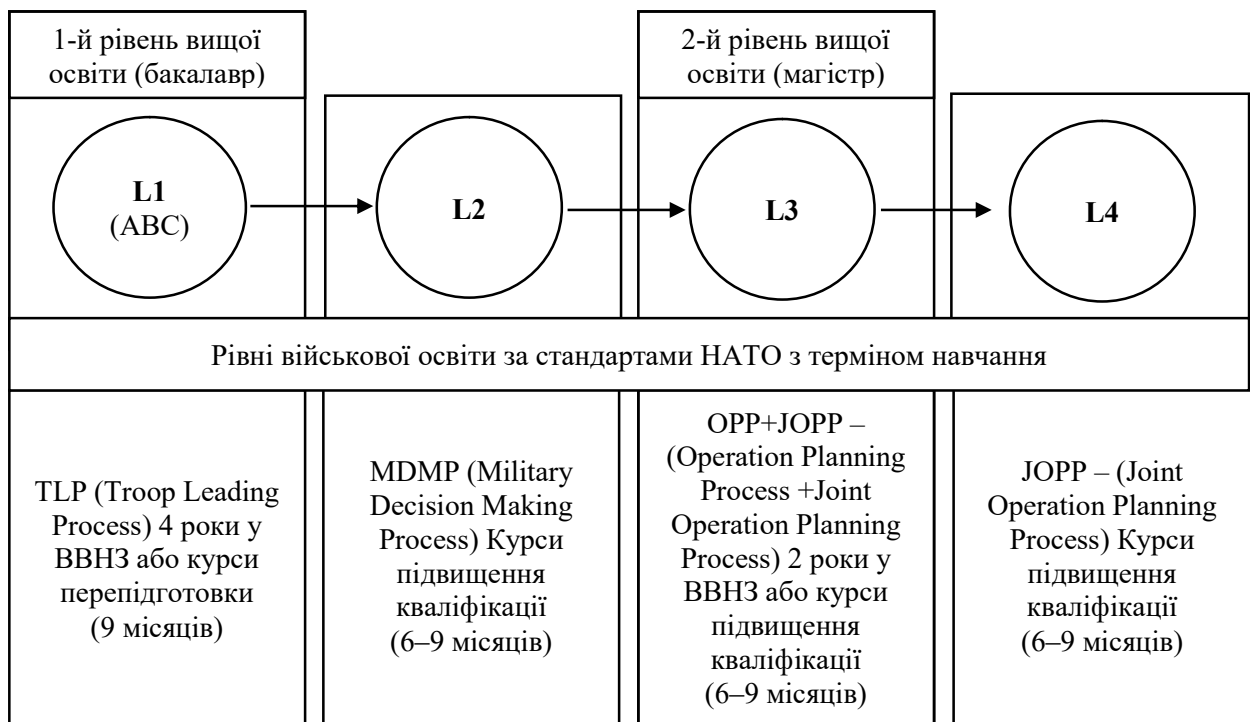 1-й рівень вищої
освіти (бакалавр)
2-й рівень вищої
освіти (магістр)
L1
(ABC)
L2
L3
L4
Рівні військової освіти за стандартами НАТО з терміном навчання
TLP (Troop Leading
Process) 4 роки у
ВВНЗ або курси
перепідготовки
(9 місяців)
MDMP (Military
Decision Making
Process) Курси
підвищення
кваліфікації
(6–9 місяців)
OPP+JOPP –
(Operation Planning
Process +Joint
Operation Planning
Process) 2 роки у
ВВНЗ або курси
підвищення
кваліфікації
(6–9 місяців)
JOPP – (Joint
Operation Planning
Process) Курси
підвищення
кваліфікації
(6–9 місяців)